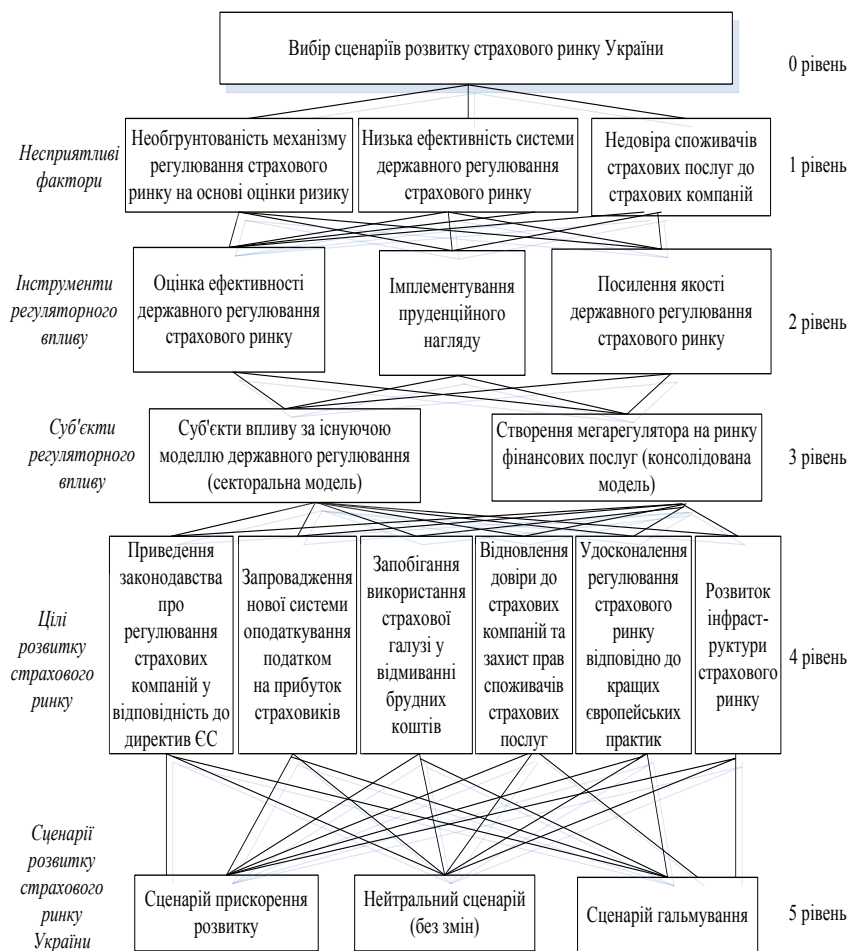 Вибір сценаріїв розвитку страхового ринку України
0 рівень
Несприятливі
фактори
Необгрунтованість механізму
регулювання страхового
ринку на основі оцінки ризику
Низька ефективність системи
державного регулювання
страхового ринку
Недовіра споживачів
страхових послуг до
страхових компаній
1 рівень
Інструменти
регуляторного
впливу
Оцінка ефективності
державного регулювання
страхового ринку
Імплементування
пруденційного
нагляду
Посилення якості
державного регулювання
страхового ринку
2 рівень
Суб'єкти
регуляторного
впливу
Суб'єкти впливу за існуючою
моделлю державного регулювання
(секторальна модель)
Створення мегарегулятора на ринку
фінансових послуг (консолідована
модель)
3 рівень
Цілі
розвитку
страхового
ринку
Приведення
законодавства
про
регулювання
страхових
компаній у
відповідність до
директив ЄС
Запровадження
нової системи
оподаткування
податком
на прибуток
страховиків
Запобігання
використання
страхової
галузі у
відмиванні
брудних
коштів
Відновлення
довіри до
страхових
компаній та
захист прав
споживачів
страхових
послуг
Удосконалення
регулювання
страхового
ринку
відповідно до
кращих
європейських
практик
Розвиток
інфраст-
руктури
страхового
ринку
4 рівень
Сценарії
розвитку
страхового
ринку
України
Сценарій прискорення
розвитку
Нейтральний сценарій
(без змін)
Сценарій гальмування
5 рівень